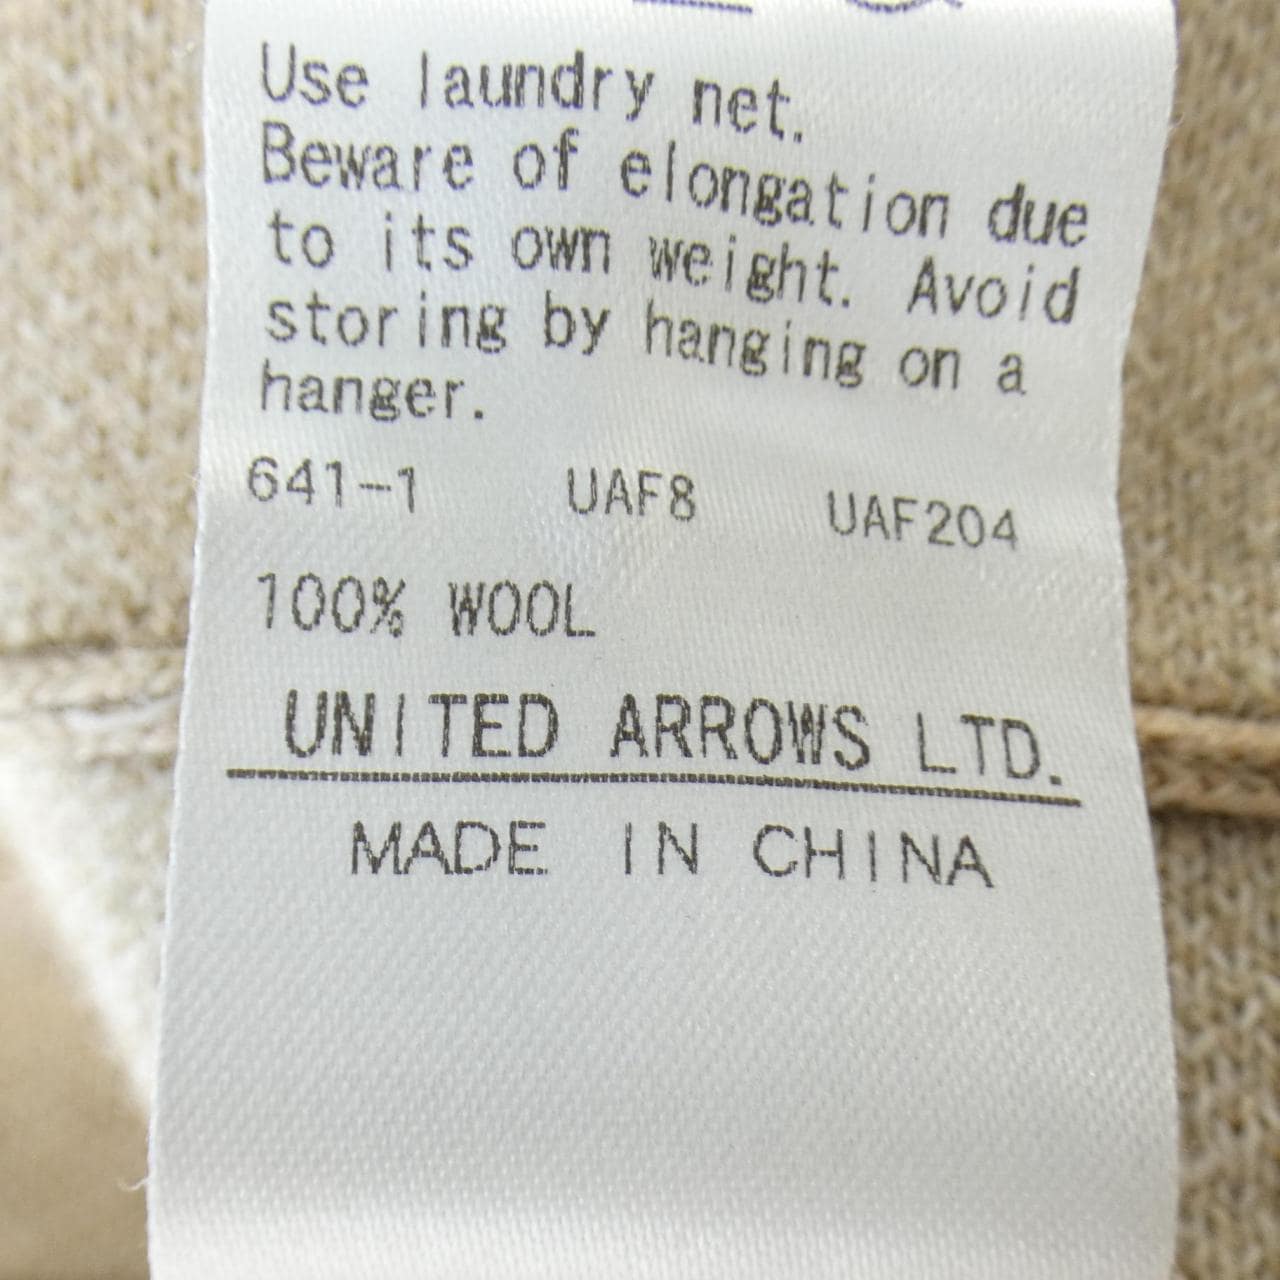 Use laundry net.
Beware of elongation due
to its own weight. Avoid
storing by hanging on a
hanger.
641-1 UAF8 UAF204
100% WOOL
UNITED ARROWS LTD.
MADE IN CHINA